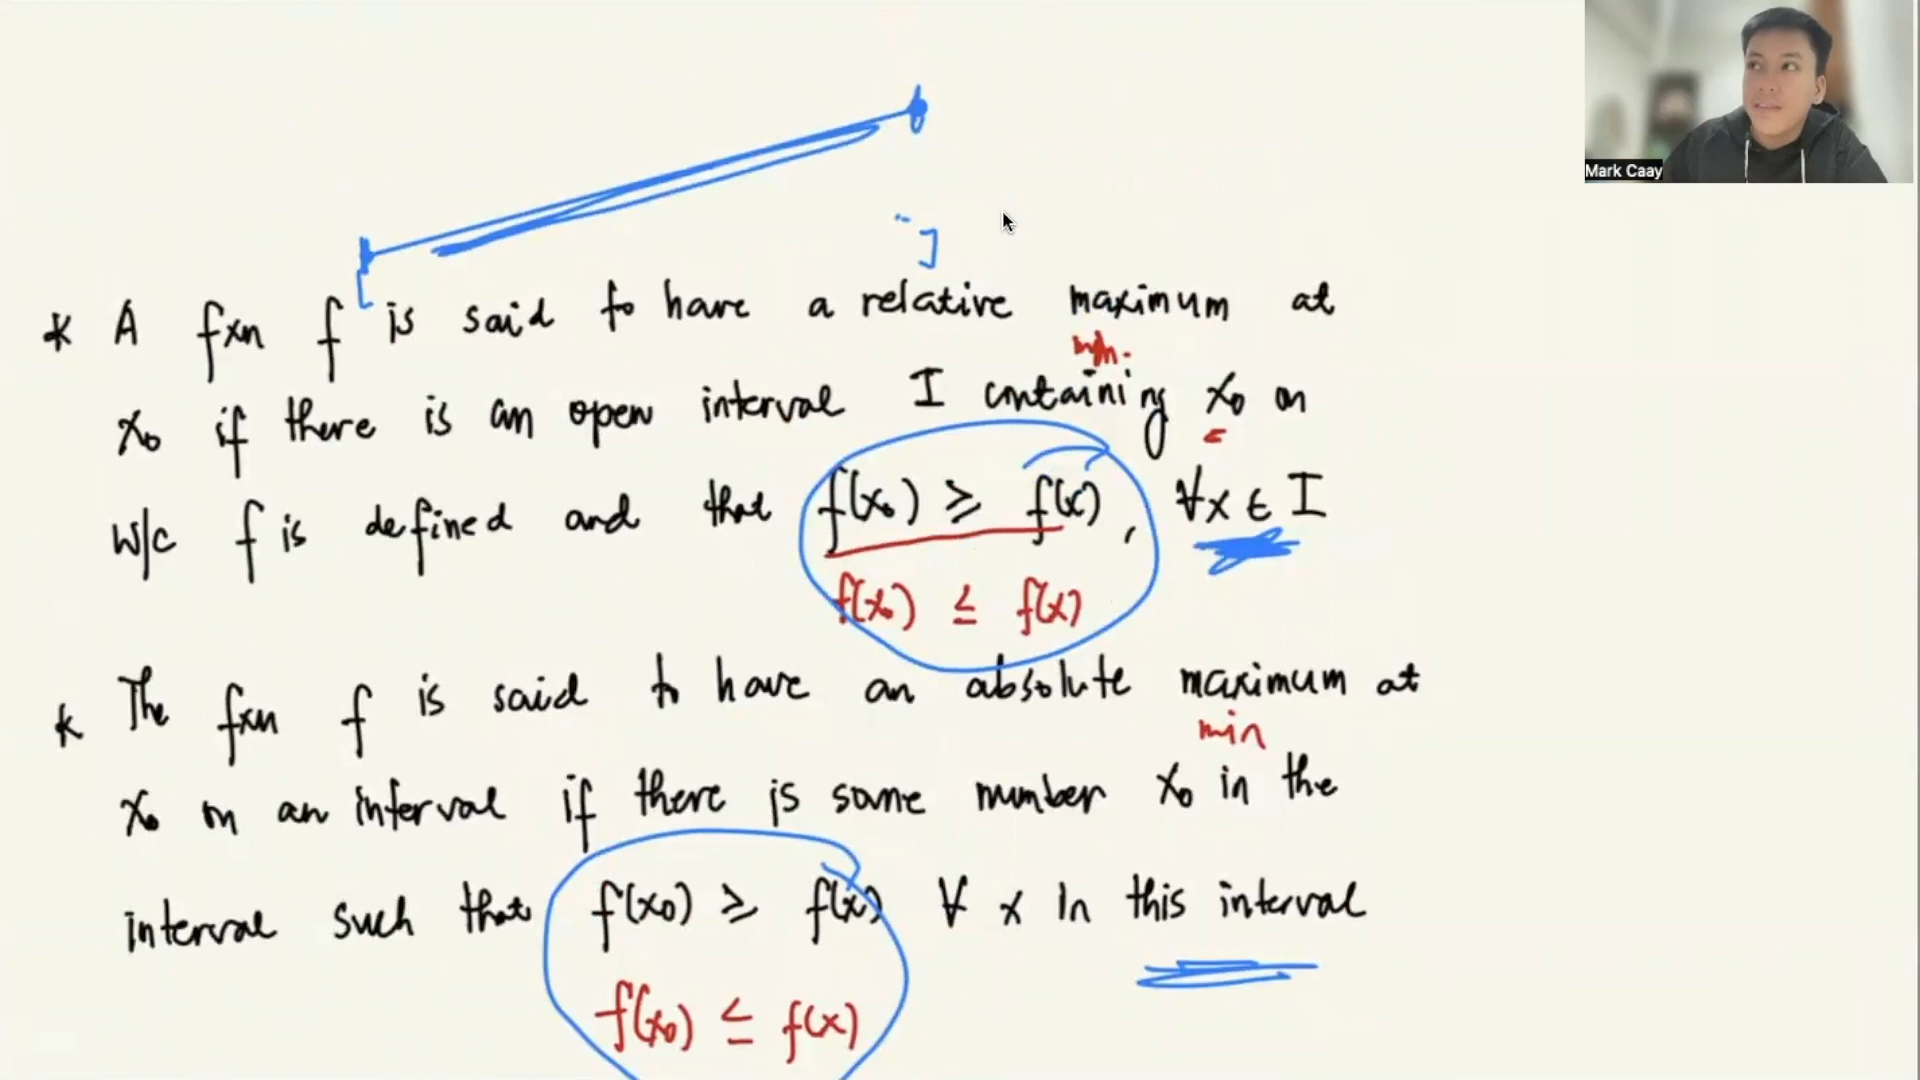 Mark Caay
[ ]
* A fxn f is said to have a relative maximum at
min.
x₀ if there is an open interval I containing x₀ on
w/c f is defined and that f(x₀) ≥ f(x), ∀x ∈ I
f(x₀) ≤ f(x)
* The fxn f is said to have an absolute maximum at
min
x₀ on an interval if there is some number x₀ in the
interval such that f(x₀) ≥ f(x) ∀ x in this interval
f(x₀) ≤ f(x)